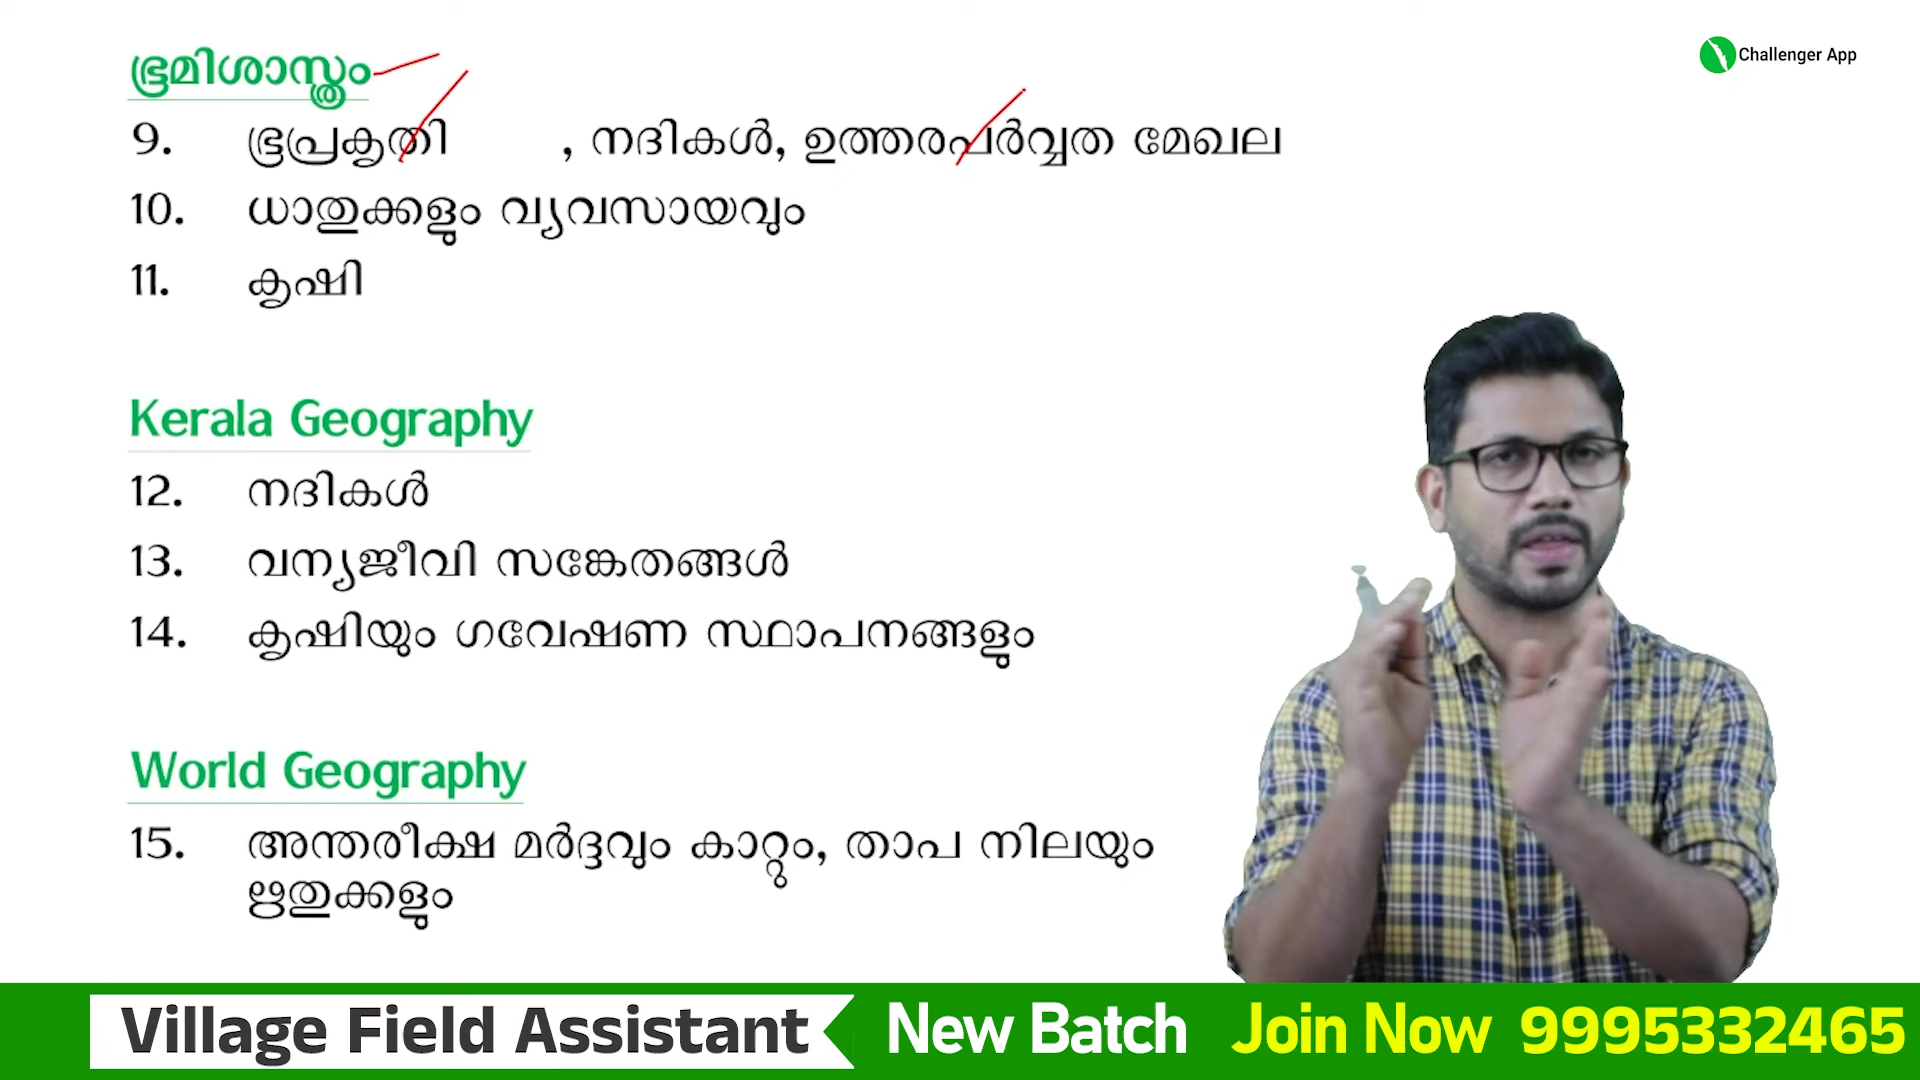 ഭൂമിശാസ്ത്രം
Challenger App
9. ഭൂപ്രകൃതി , നദികൾ, ഉത്തരപർവ്വത മേഖല
10. ധാതുക്കളും വ്യവസായവും
11. കൃഷി
Kerala Geography
12. നദികൾ
13. വന്യജീവി സങ്കേതങ്ങൾ
14. കൃഷിയും ഗവേഷണ സ്ഥാപനങ്ങളും
World Geography
15. അന്തരീക്ഷ മർദ്ദവും കാറ്റും, താപ നിലയും
ഋതുക്കളും
Village Field Assistant New Batch Join Now 9995332465